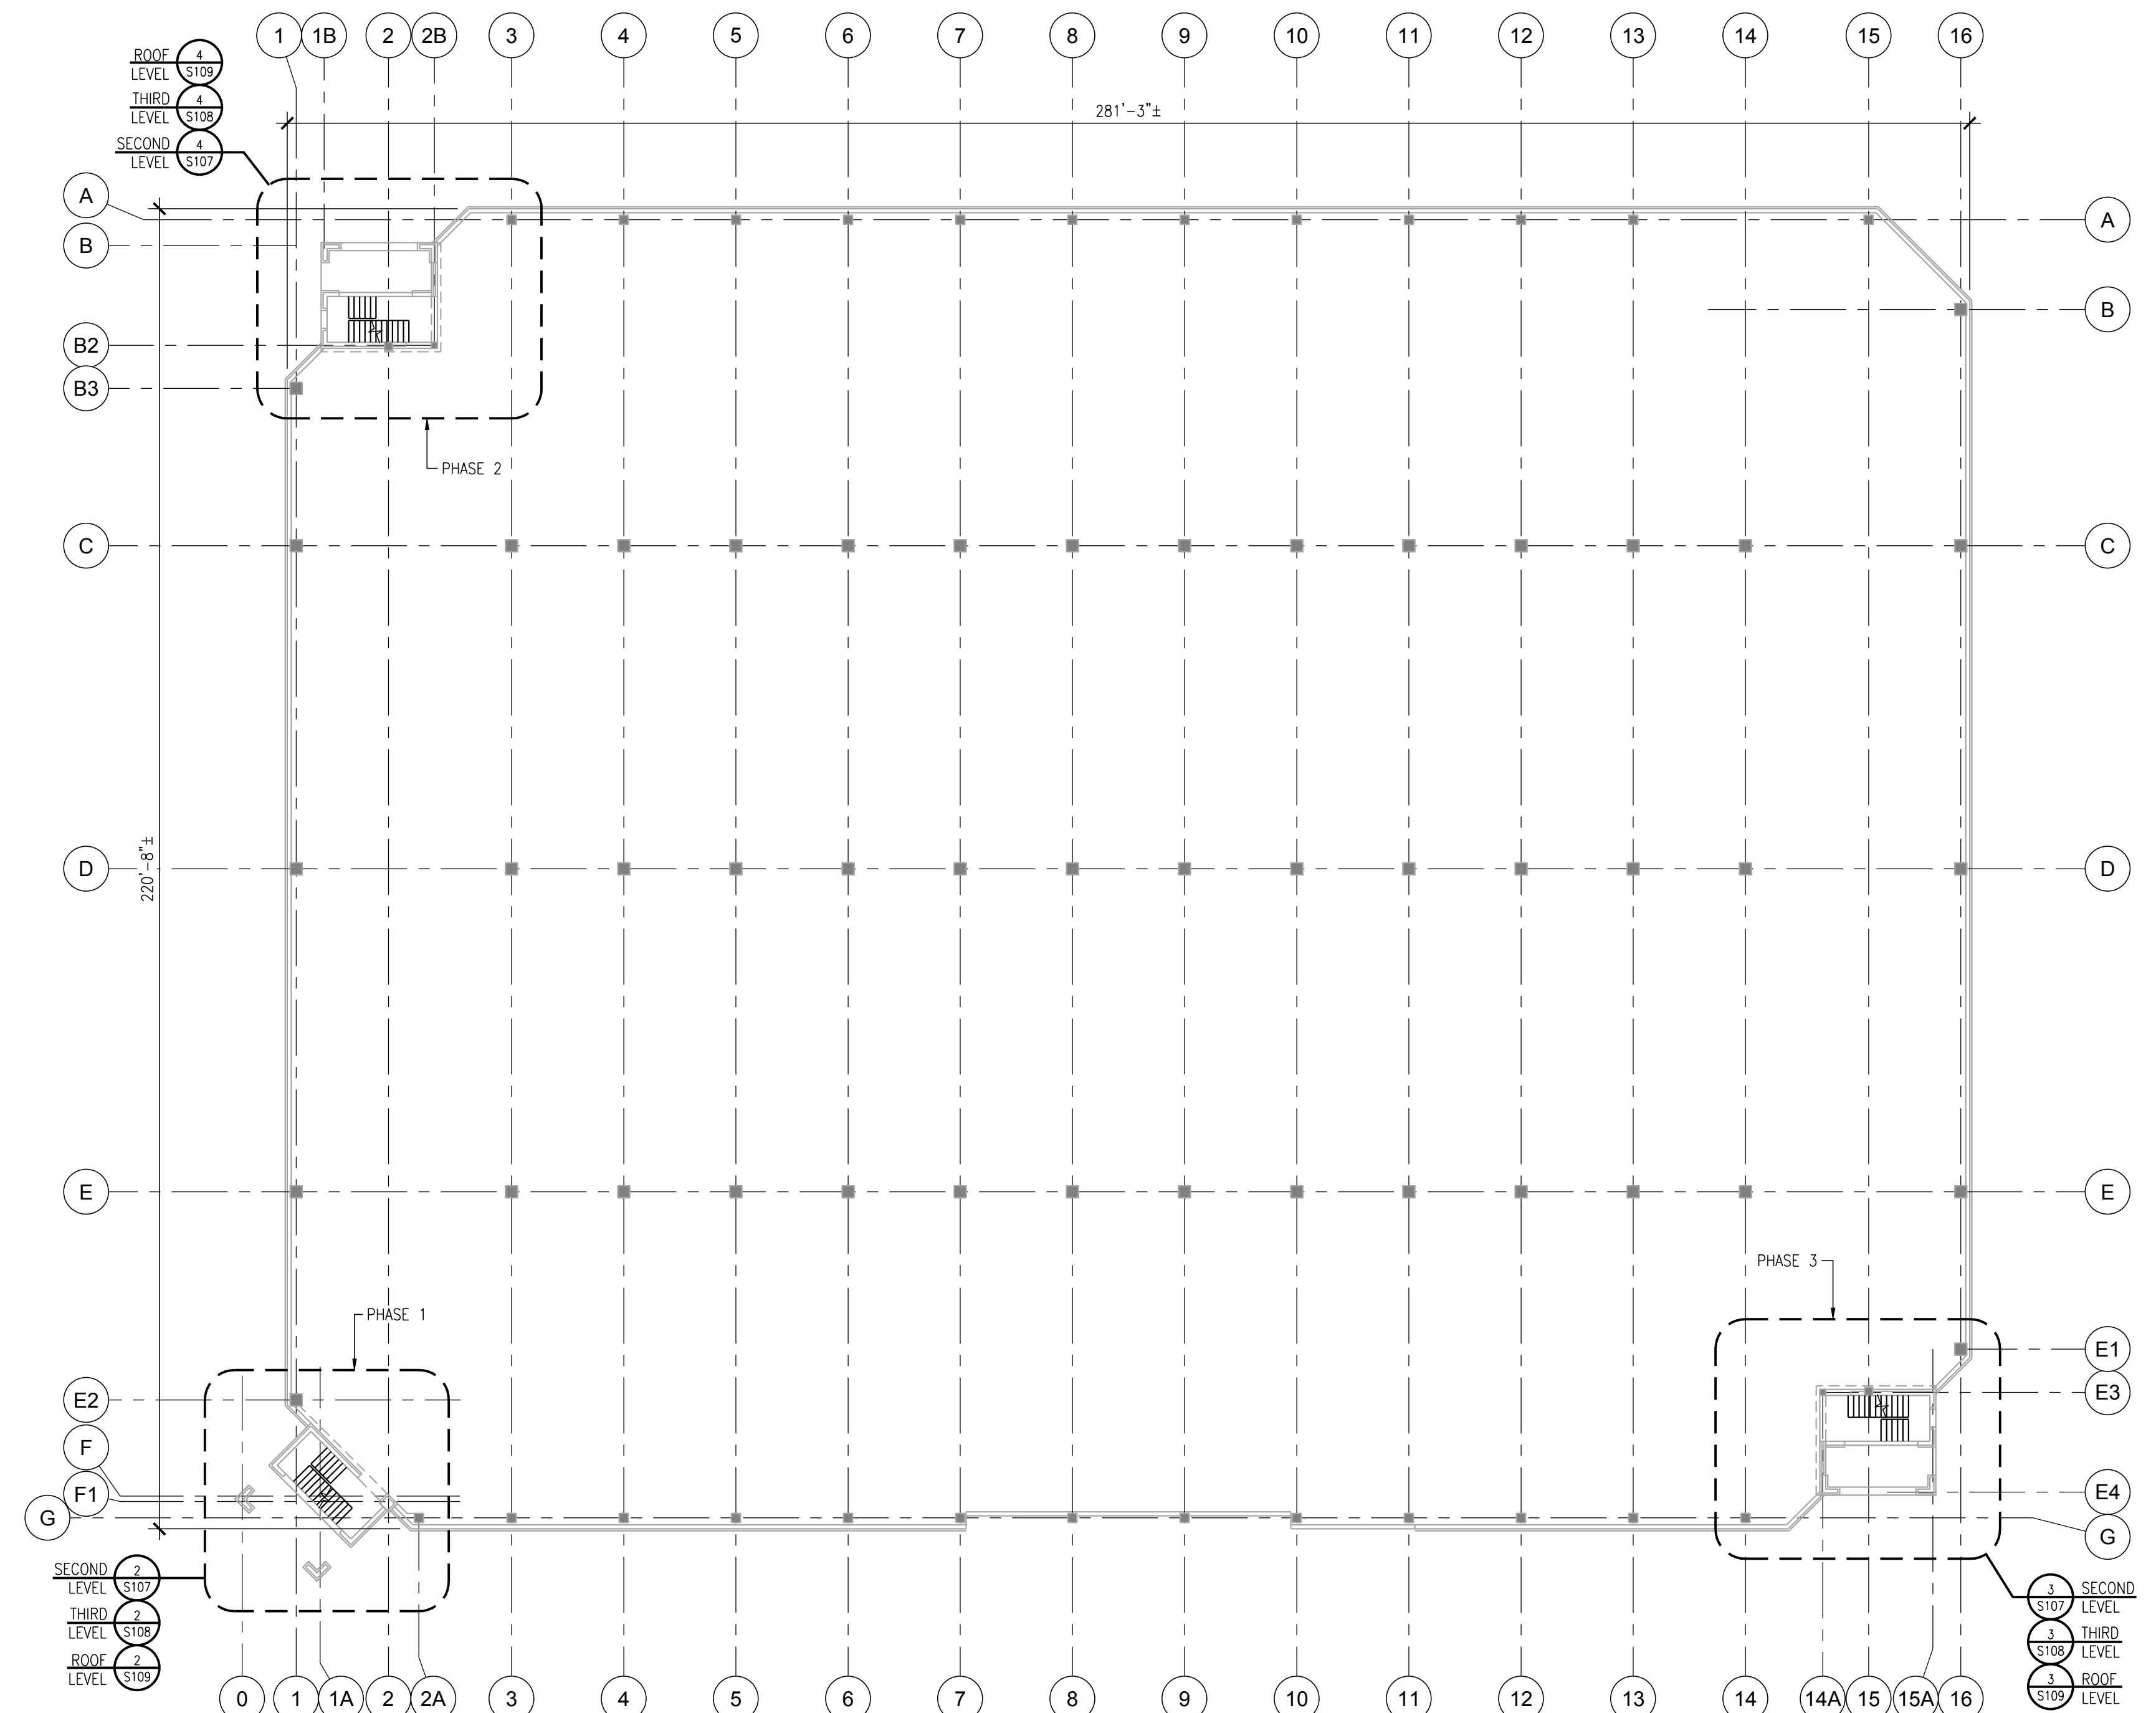 1
1B
2
2B
3
4
5
6
7
8
9
10
11
12
13
14
15
16
ROOF
LEVEL
4
S109
THIRD
LEVEL
4
S108
SECOND
LEVEL
4
S107
281'-3"±
A
A
B
B
B2
B3
PHASE 2
C
C
220'-8"±
D
D
E
E
PHASE 3
PHASE 1
E1
E2
E3
F
F1
E4
G
G
SECOND
LEVEL
2
S107
THIRD
LEVEL
2
S108
ROOF
LEVEL
2
S109
3
S107
SECOND
LEVEL
3
S108
THIRD
LEVEL
3
S109
ROOF
LEVEL
0
1
1A
2
2A
3
4
5
6
7
8
9
10
11
12
13
14
14A
15
15A
16